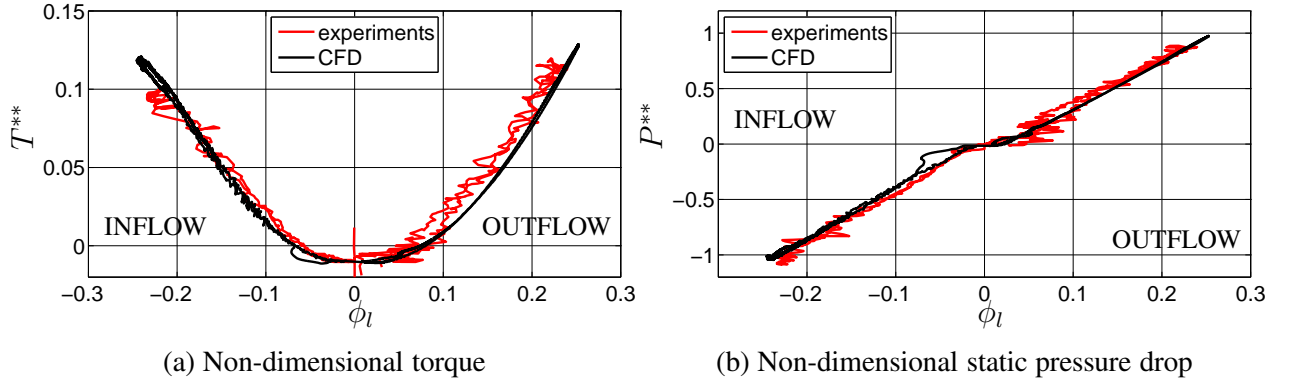 experiments
CFD
T**
0.15
0.1
0.05
0
INFLOW
OUTFLOW
−0.3 −0.2 −0.1 0 0.1 0.2 0.3
ϕl
(a) Non-dimensional torque
experiments
CFD
P**
1
0.5
0
−0.5
−1
INFLOW
OUTFLOW
−0.2 −0.1 0 0.1 0.2 0.3
ϕl
(b) Non-dimensional static pressure drop